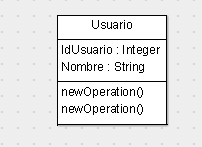 Usuario
IdUsuario : Integer
Nombre : String
newOperation()
newOperation()